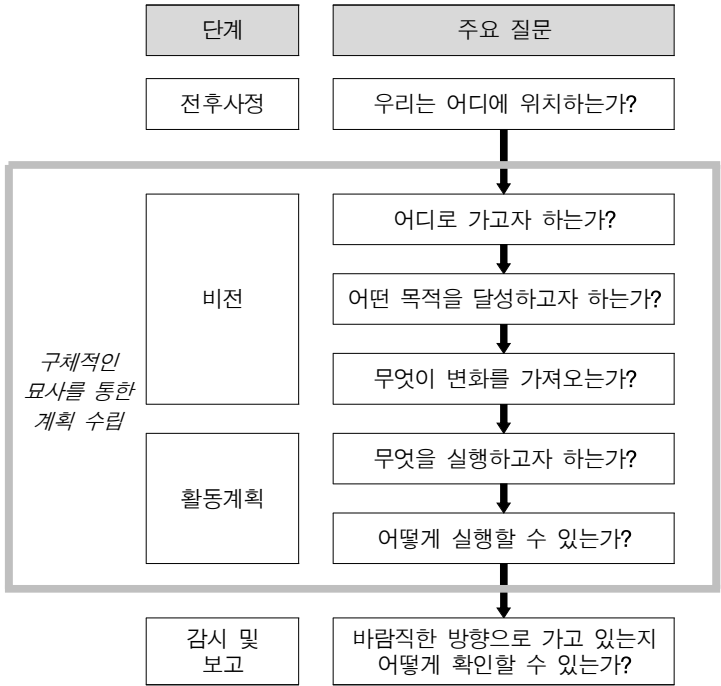 단계
주요 질문
전후사정
우리는 어디에 위치하는가?
구체적인
묘사를 통한
계획 수립
비전
어디로 가고자 하는가?
어떤 목적을 달성하고자 하는가?
무엇이 변화를 가져오는가?
활동계획
무엇을 실행하고자 하는가?
어떻게 실행할 수 있는가?
감시 및
보고
바람직한 방향으로 가고 있는지
어떻게 확인할 수 있는가?